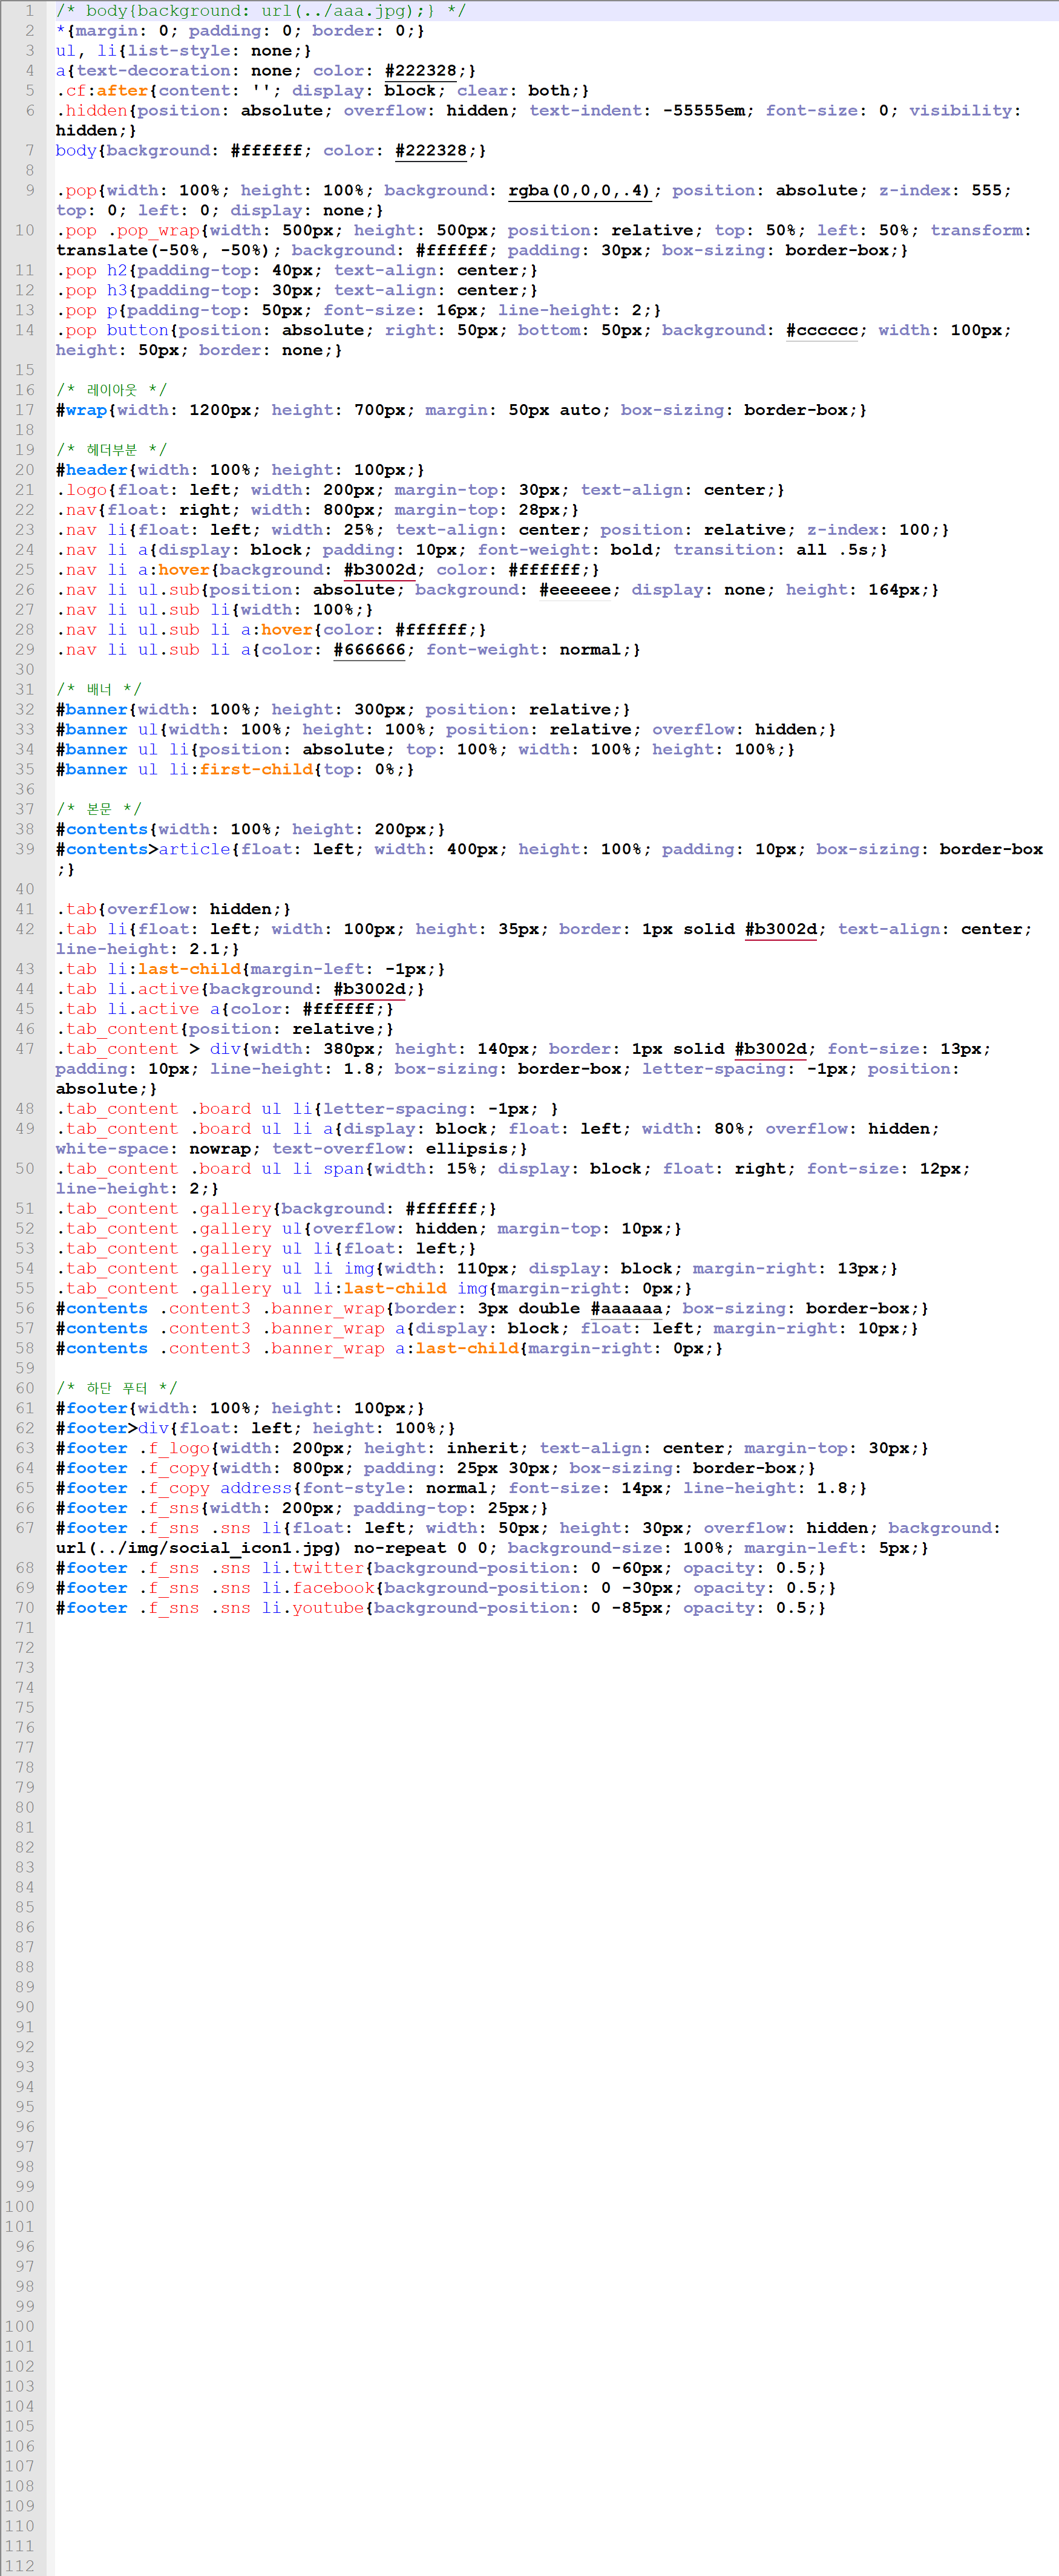 1 /* body{background: url(../aaa.jpg);} */
2 *{margin: 0; padding: 0; border: 0;}
3 ul, li{list-style: none;}
4 a{text-decoration: none; color: #222328;}
5 .cf:after{content: ''; display: block; clear: both;}
6 .hidden{position: absolute; overflow: hidden; text-indent: -55555em; font-size: 0; visibility:
hidden;}
7 body{background: #ffffff; color: #222328;}
8
9 .pop{width: 100%; height: 100%; background: rgba(0,0,0,.4); position: absolute; z-index: 555;
top: 0; left: 0; display: none;}
10 .pop .pop_wrap{width: 500px; height: 500px; position: relative; top: 50%; left: 50%; transform:
translate(-50%, -50%); background: #ffffff; padding: 30px; box-sizing: border-box;}
11 .pop h2{padding-top: 40px; text-align: center;}
12 .pop h3{padding-top: 30px; text-align: center;}
13 .pop p{padding-top: 50px; font-size: 16px; line-height: 2;}
14 .pop button{position: absolute; right: 50px; bottom: 50px; background: #cccccc; width: 100px;
height: 50px; border: none;}
15
16 /* 레이아웃 */
17 #wrap{width: 1200px; height: 700px; margin: 50px auto; box-sizing: border-box;}
18
19 /* 헤더부분 */
20 #header{width: 100%; height: 100px;}
21 .logo{float: left; width: 200px; margin-top: 30px; text-align: center;}
22 .nav{float: right; width: 800px; margin-top: 28px;}
23 .nav li{float: left; width: 25%; text-align: center; position: relative; z-index: 100;}
24 .nav li a{display: block; padding: 10px; font-weight: bold; transition: all .5s;}
25 .nav li a:hover{background: #b3002d; color: #ffffff;}
26 .nav li ul.sub{position: absolute; background: #eeeeee; display: none; height: 164px;}
27 .nav li ul.sub li{width: 100%;}
28 .nav li ul.sub li a:hover{color: #ffffff;}
29 .nav li ul.sub li a{color: #666666; font-weight: normal;}
30
31 /* 배너 */
32 #banner{width: 100%; height: 300px; position: relative;}
33 #banner ul{width: 100%; height: 100%; position: relative; overflow: hidden;}
34 #banner ul li{position: absolute; top: 100%; width: 100%; height: 100%;}
35 #banner ul li:first-child{top: 0%;}
36
37 /* 본문 */
38 #contents{width: 100%; height: 200px;}
39 #contents>article{float: left; width: 400px; height: 100%; padding: 10px; box-sizing: border-box
;}
40
41 .tab{overflow: hidden;}
42 .tab li{float: left; width: 100px; height: 35px; border: 1px solid #b3002d; text-align: center;
line-height: 2.1;}
43 .tab li:last-child{margin-left: -1px;}
44 .tab li.active{background: #b3002d;}
45 .tab li.active a{color: #ffffff;}
46 .tab_content{position: relative;}
47 .tab_content > div{width: 380px; height: 140px; border: 1px solid #b3002d; font-size: 13px;
padding: 10px; line-height: 1.8; box-sizing: border-box; letter-spacing: -1px; position:
absolute;}
48 .tab_content .board ul li{letter-spacing: -1px; }
49 .tab_content .board ul li a{display: block; float: left; width: 80%; overflow: hidden;
white-space: nowrap; text-overflow: ellipsis;}
50 .tab_content .board ul li span{width: 15%; display: block; float: right; font-size: 12px;
line-height: 2;}
51 .tab_content .gallery{background: #ffffff;}
52 .tab_content .gallery ul{overflow: hidden; margin-top: 10px;}
53 .tab_content .gallery ul li{float: left;}
54 .tab_content .gallery ul li img{width: 110px; display: block; margin-right: 13px;}
55 .tab_content .gallery ul li:last-child img{margin-right: 0px;}
56 #contents .content3 .banner_wrap{border: 3px double #aaaaaa; box-sizing: border-box;}
57 #contents .content3 .banner_wrap a{display: block; float: left; margin-right: 10px;}
58 #contents .content3 .banner_wrap a:last-child{margin-right: 0px;}
59
60 /* 하단 푸터 */
61 #footer{width: 100%; height: 100px;}
62 #footer>div{float: left; height: 100%;}
63 #footer .f_logo{width: 200px; height: inherit; text-align: center; margin-top: 30px;}
64 #footer .f_copy{width: 800px; padding: 25px 30px; box-sizing: border-box;}
65 #footer .f_copy address{font-style: normal; font-size: 14px; line-height: 1.8;}
66 #footer .f_sns{width: 200px; padding-top: 25px;}
67 #footer .f_sns .sns li{float: left; width: 50px; height: 30px; overflow: hidden; background:
url(../img/social_icon1.jpg) no-repeat 0 0; background-size: 100%; margin-left: 5px;}
68 #footer .f_sns .sns li.twitter{background-position: 0 -60px; opacity: 0.5;}
69 #footer .f_sns .sns li.facebook{background-position: 0 -30px; opacity: 0.5;}
70 #footer .f_sns .sns li.youtube{background-position: 0 -85px; opacity: 0.5;}
71
72
73
74
75
76
77
78
79
80
81
82
83
84
85
86
87
88
89
90
91
92
93
94
95
96
97
98
99
100
101
96
97
98
99
100
101
102
103
104
105
106
107
108
109
110
111
112